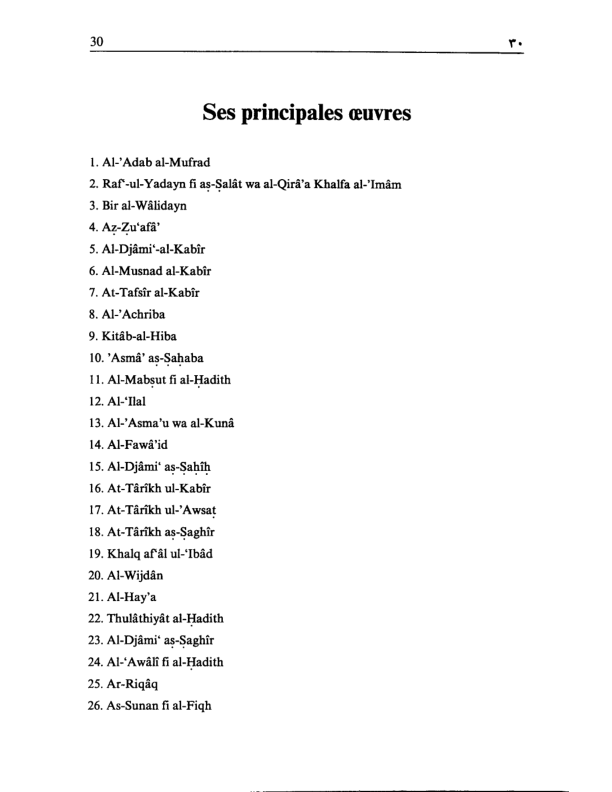 30 ٣٠
Ses principales œuvres
1. Al-’Adab al-Mufrad
2. Raf‘-ul-Yadayn fi aṣ-Ṣalât wa al-Qirâ’a Khalfa al-’Imâm
3. Bir al-Wâlidayn
4. Aẓ-Ẓu‘afâ’
5. Al-Djâmi‘-al-Kabîr
6. Al-Musnad al-Kabîr
7. At-Tafsîr al-Kabîr
8. Al-’Achriba
9. Kitâb-al-Hiba
10. ’Asmâ’ aṣ-Ṣaḥaba
11. Al-Mabṣut fi al-Ḥadith
12. Al-‘Ilal
13. Al-’Asma’u wa al-Kunâ
14. Al-Fawâ’id
15. Al-Djâmi‘ aṣ-Ṣaḥîḥ
16. At-Târîkh ul-Kabîr
17. At-Târîkh ul-’Awsaṭ
18. At-Târîkh aṣ-Ṣaghîr
19. Khalq af‘âl ul-‘Ibâd
20. Al-Wijdân
21. Al-Hay’a
22. Thulâthiyât al-Ḥadith
23. Al-Djâmi‘ aṣ-Ṣaghîr
24. Al-‘Awâlî fi al-Ḥadith
25. Ar-Riqâq
26. As-Sunan fi al-Fiqh